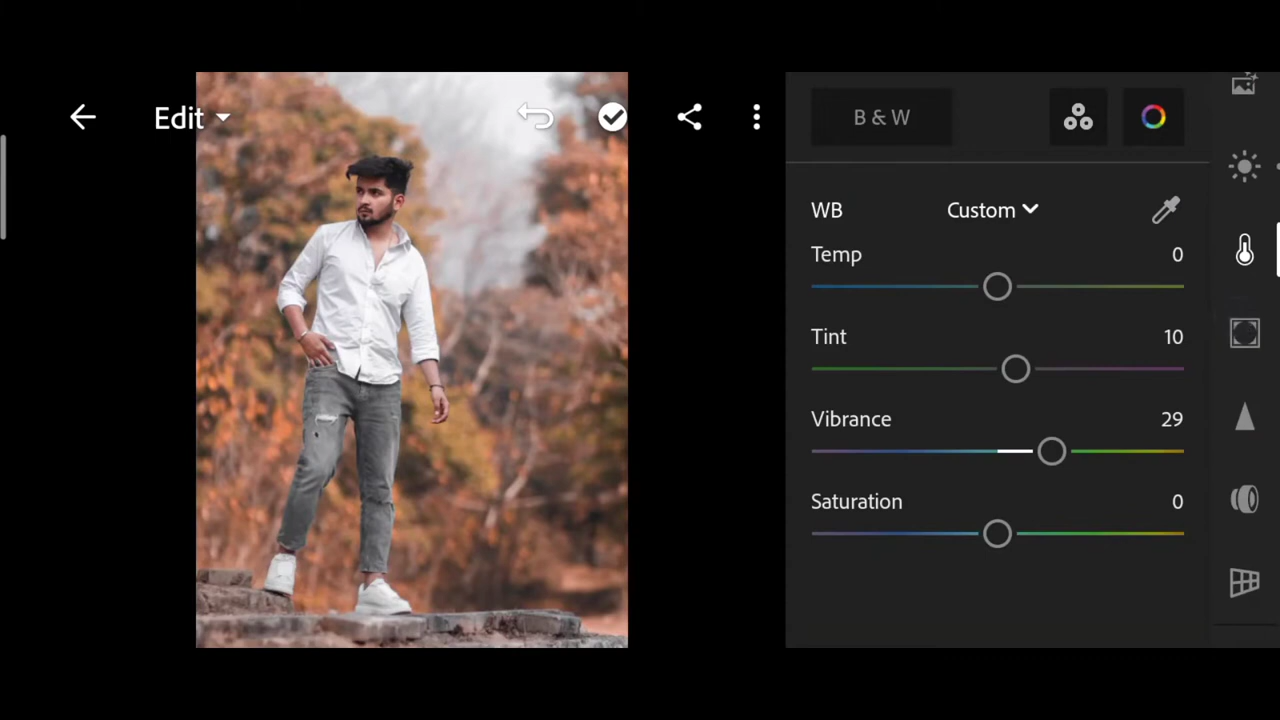 Edit
B & W
WB Custom
Temp 0
Tint 10
Vibrance 29
Saturation 0